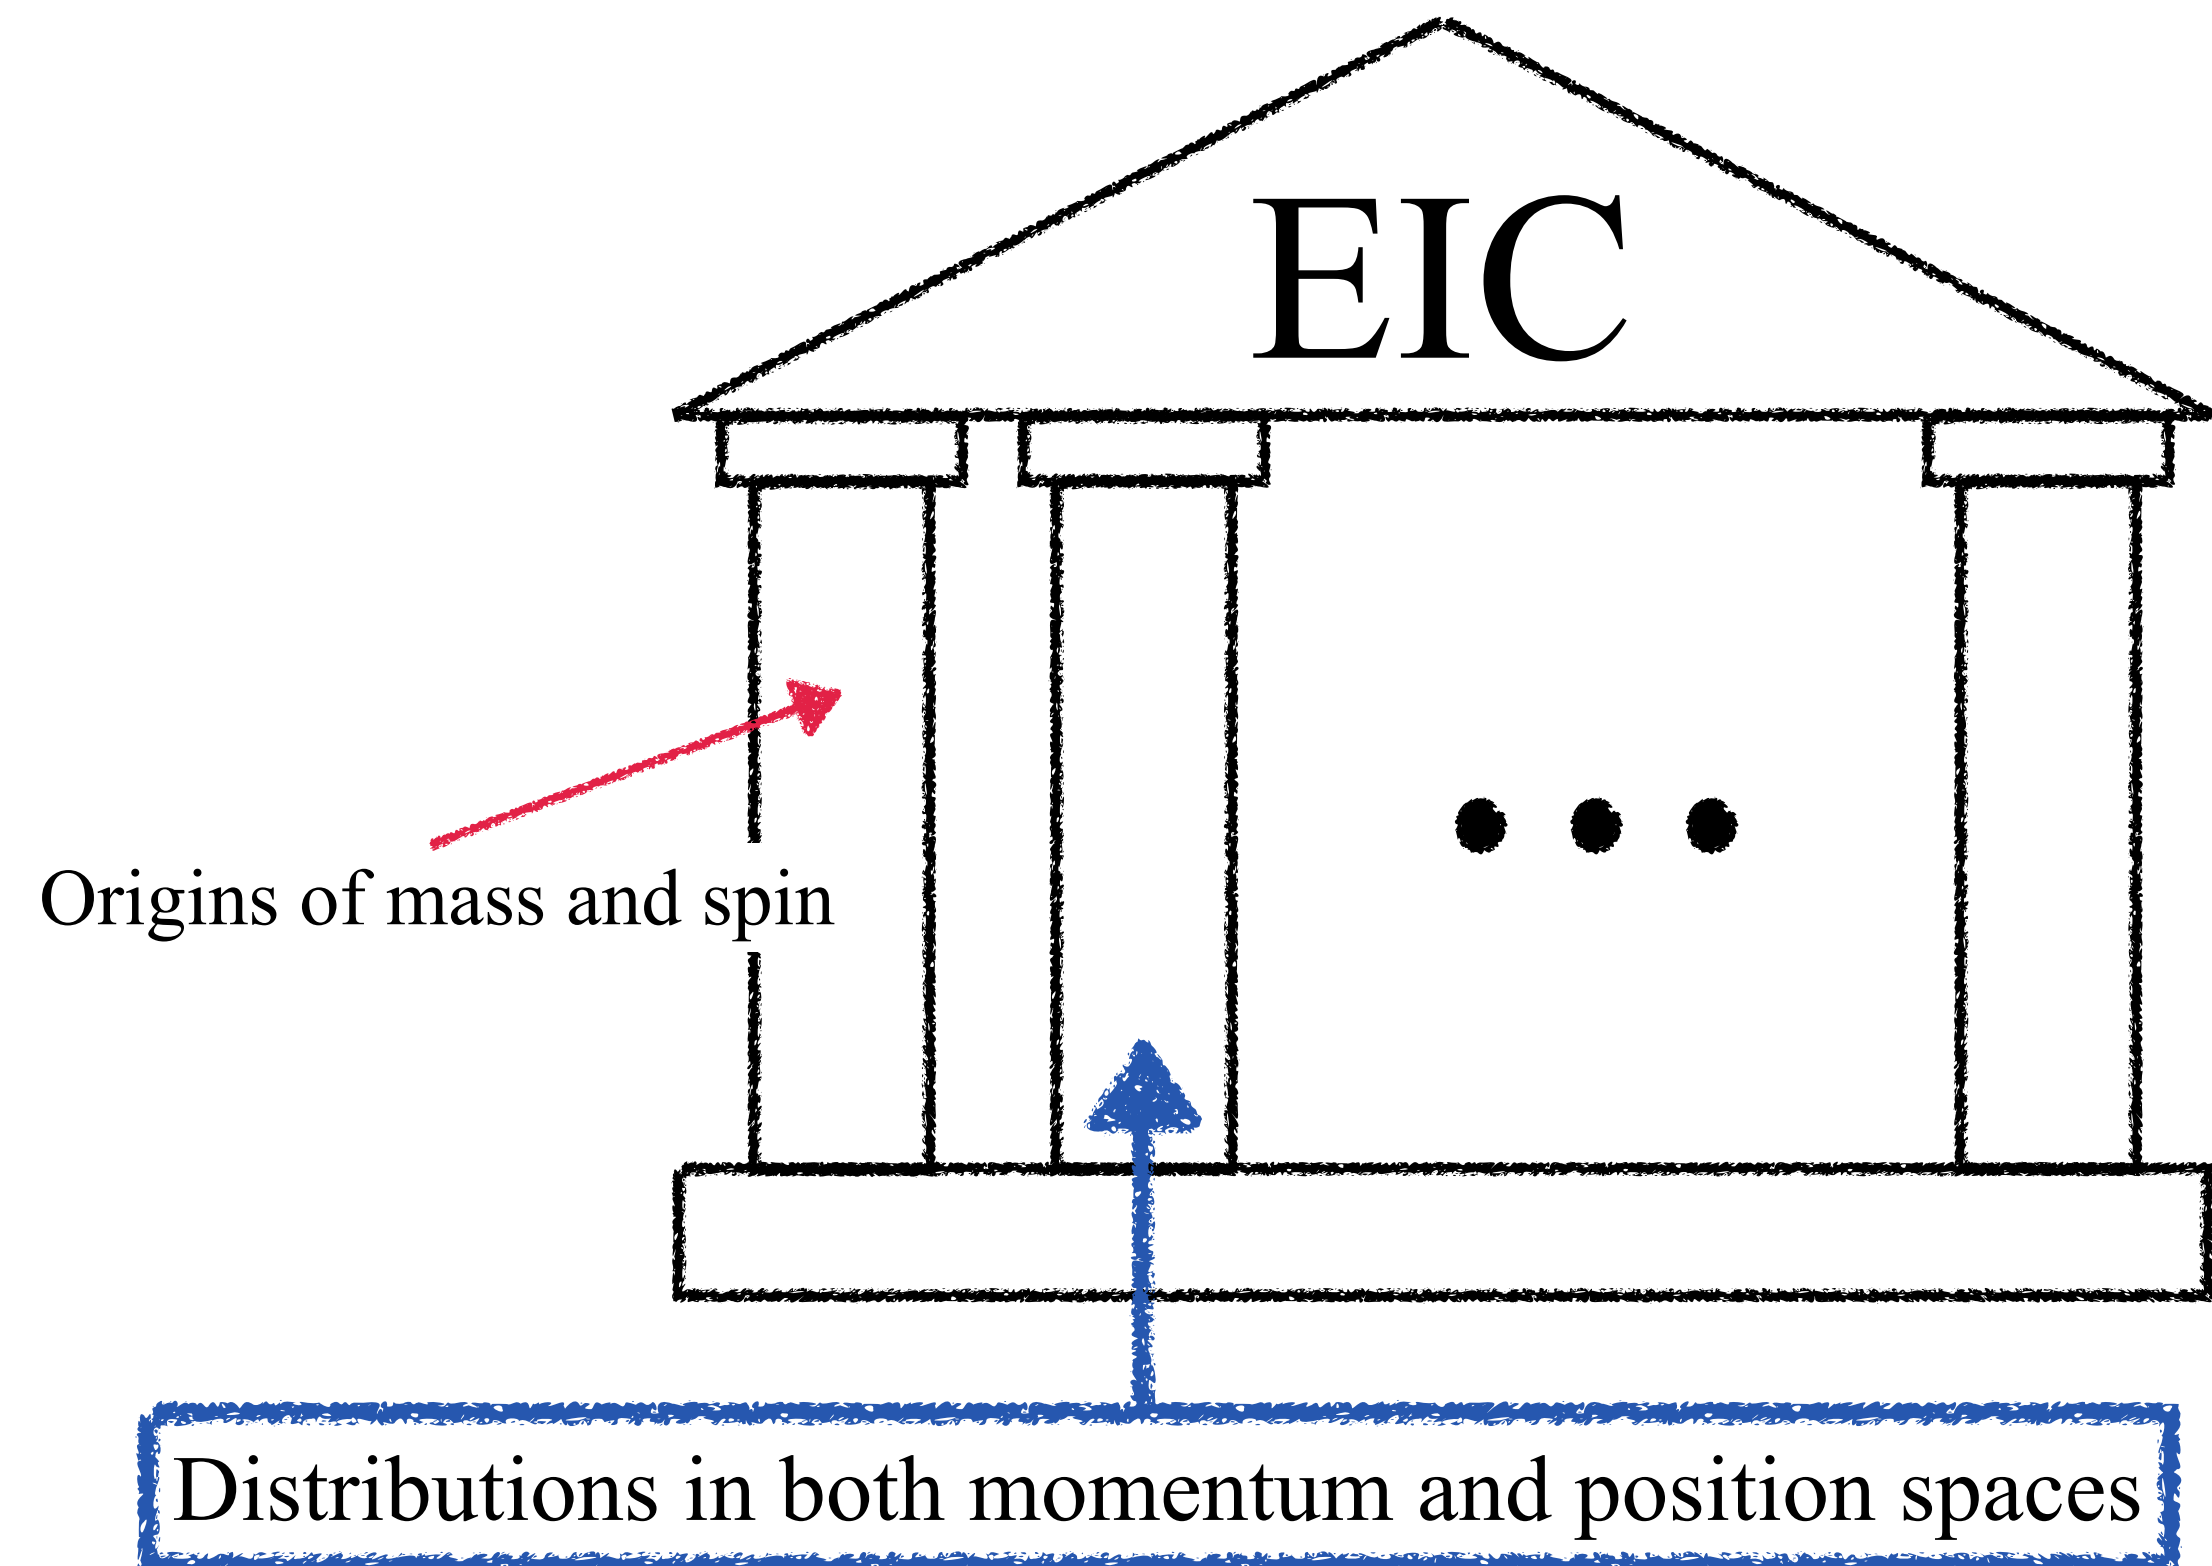 EIC
Origins of mass and spin
Distributions in both momentum and position spaces